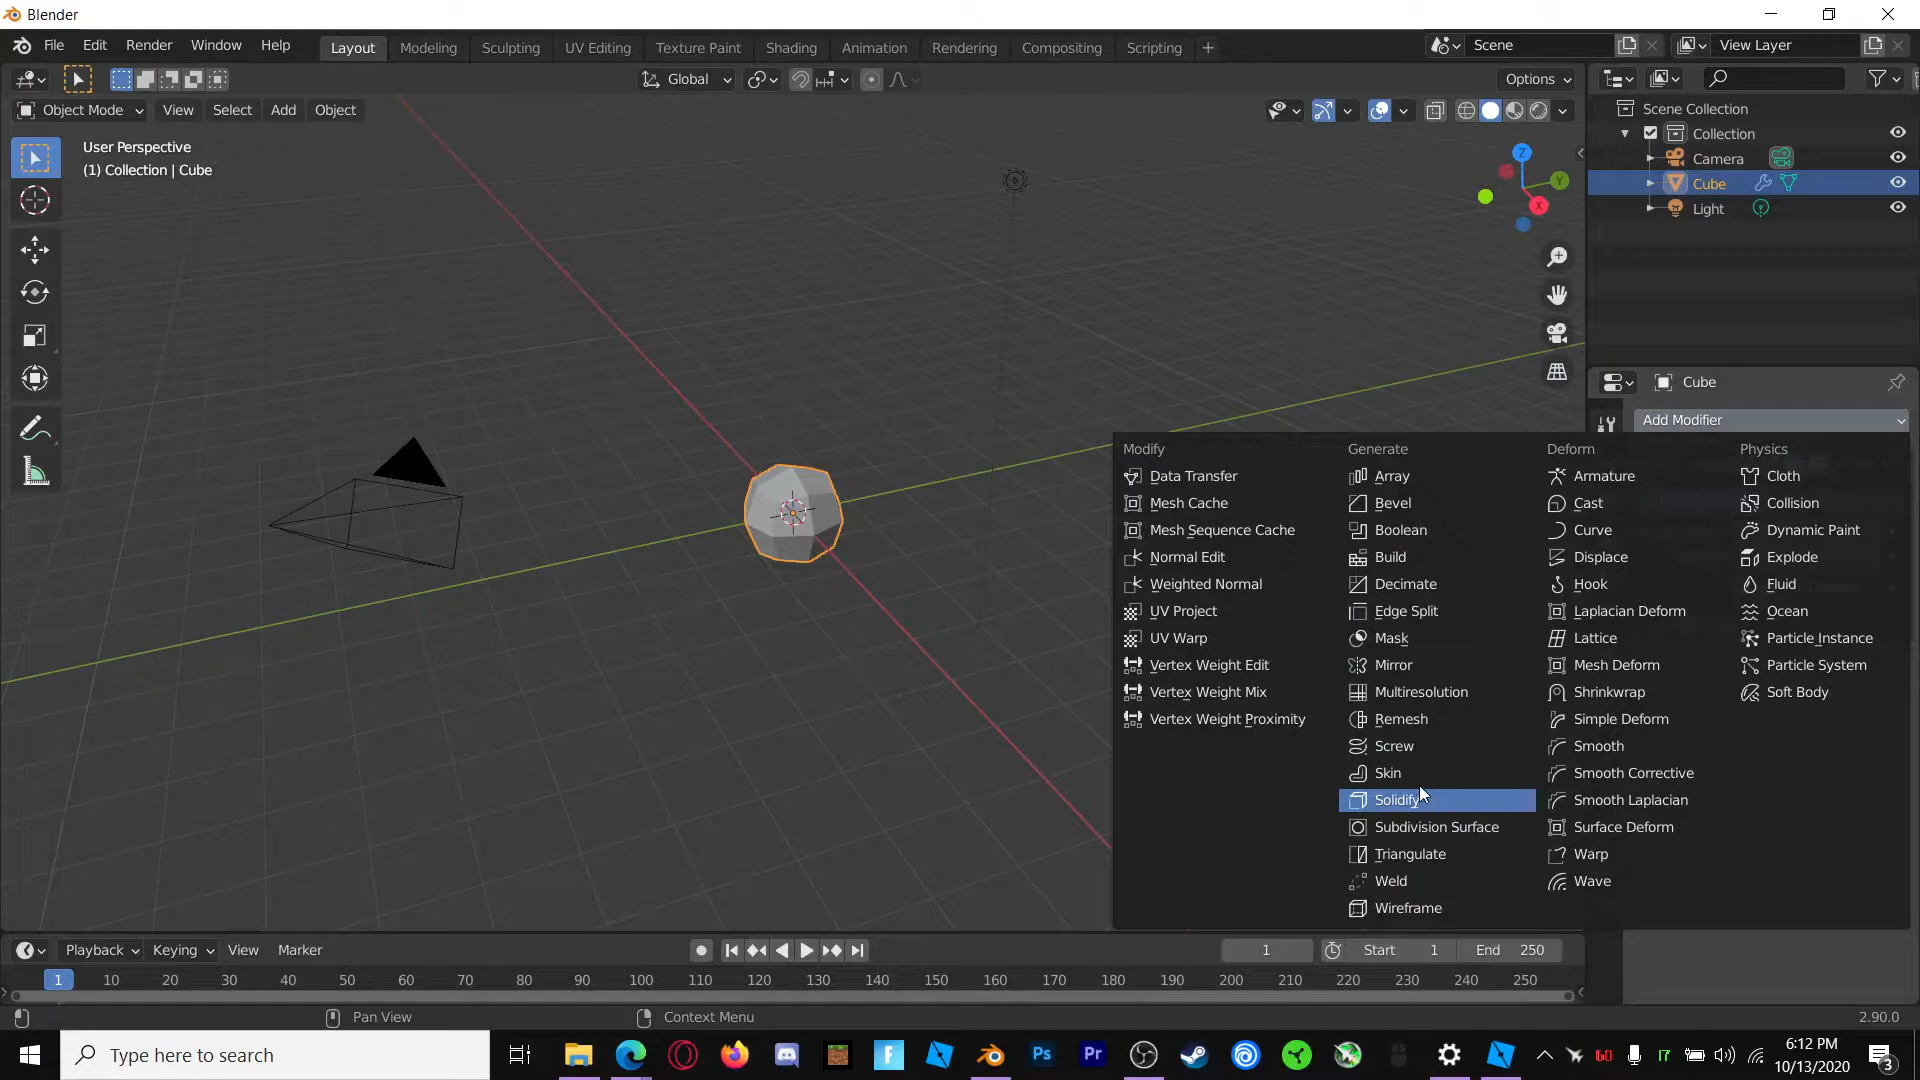 Blender
File Edit Render Window Help Layout Modeling Sculpting UV Editing Texture Paint Shading Animation Rendering Compositing Scripting + Scene View Layer
Global Options
Object Mode View Select Add Object
User Perspective
(1) Collection | Cube
Z
Y
X
Scene Collection
Collection
Camera
Cube
Light
Cube
Add Modifier
Modify
Data Transfer
Mesh Cache
Mesh Sequence Cache
Normal Edit
Weighted Normal
UV Project
UV Warp
Vertex Weight Edit
Vertex Weight Mix
Vertex Weight Proximity
Generate
Array
Bevel
Boolean
Build
Decimate
Edge Split
Mask
Mirror
Multiresolution
Remesh
Screw
Skin
Solidify
Subdivision Surface
Triangulate
Weld
Wireframe
Deform
Armature
Cast
Curve
Displace
Hook
Laplacian Deform
Lattice
Mesh Deform
Shrinkwrap
Simple Deform
Smooth
Smooth Corrective
Smooth Laplacian
Surface Deform
Warp
Wave
Physics
Cloth
Collision
Dynamic Paint
Explode
Fluid
Ocean
Particle Instance
Particle System
Soft Body
Playback Keying View Marker 1 Start 1 End 250
1 10 20 30 40 50 60 70 80 90 100 110 120 130 140 150 160 170 180 190 200 210 220 230 240 250
Pan View Context Menu 2.90.0
Type here to search
Ps Pr
60 17
6:12 PM
10/13/2020
3